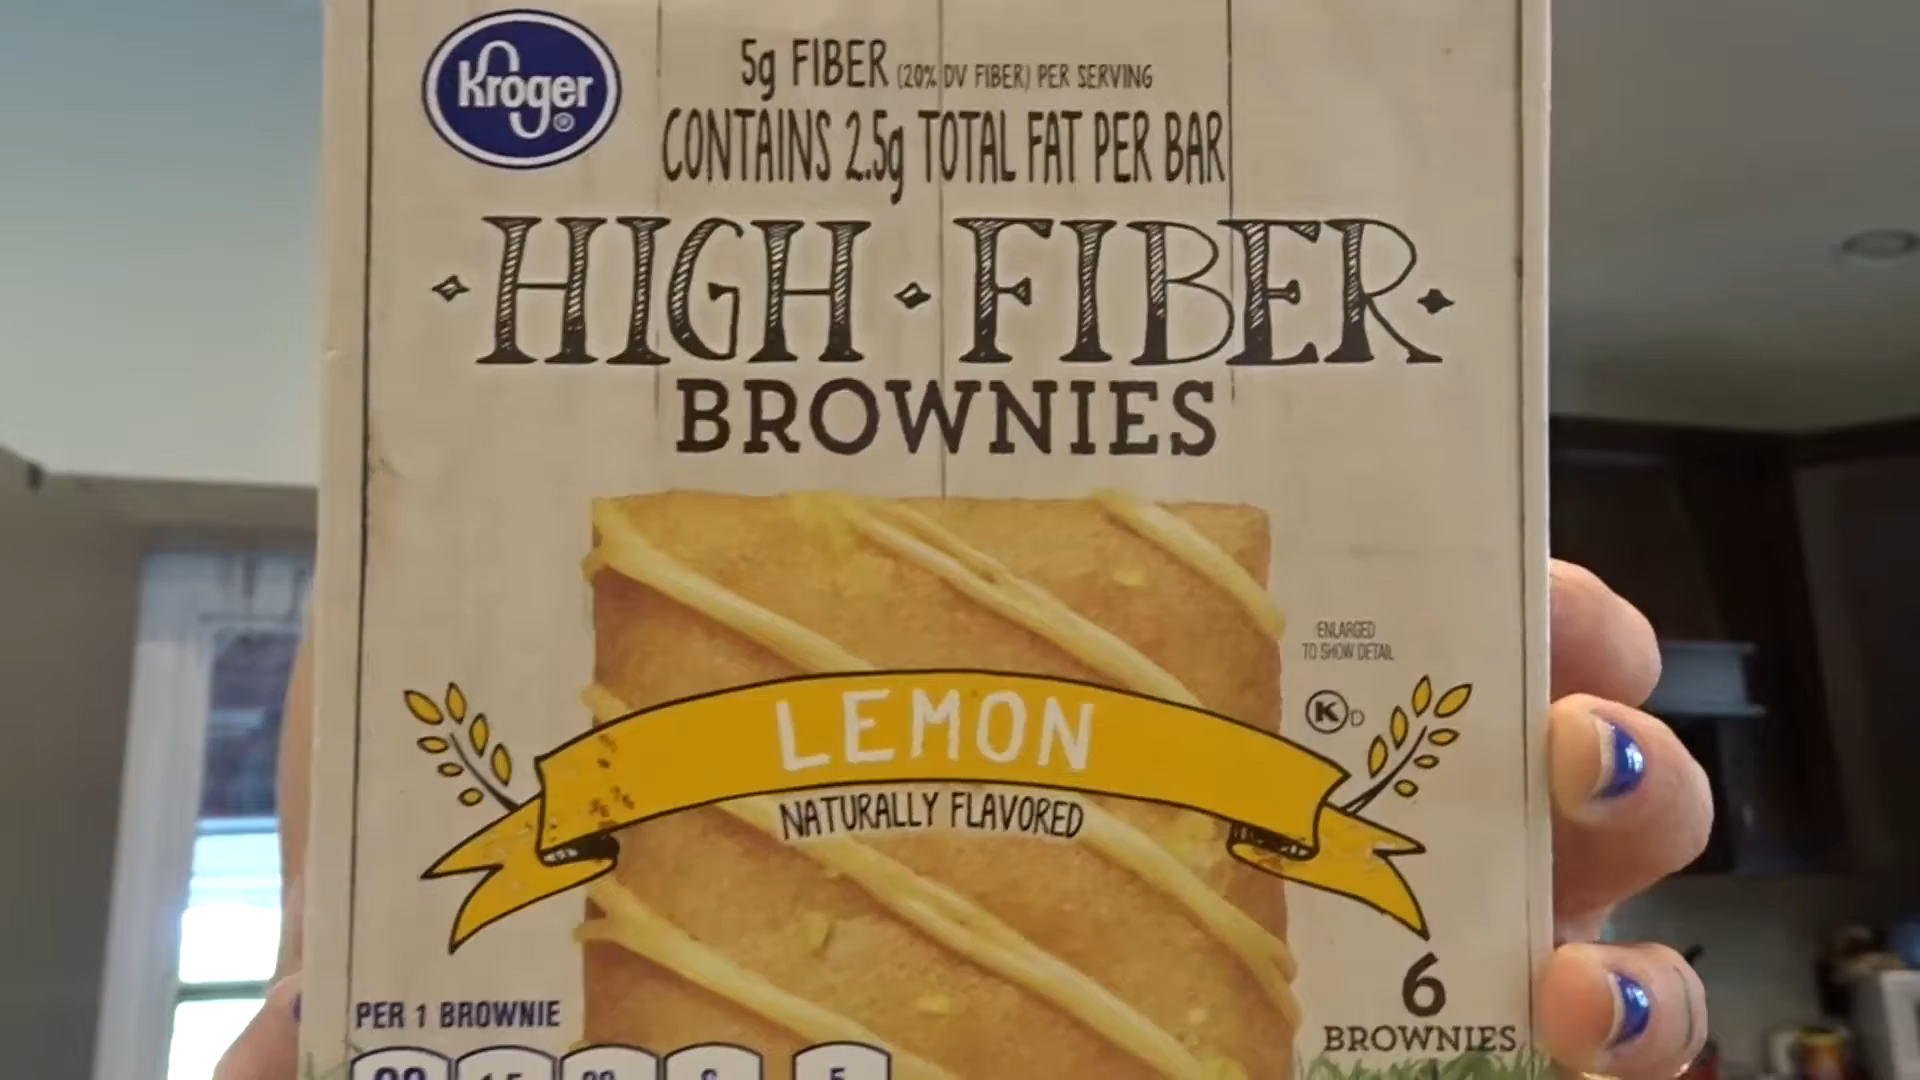 Kroger®
5g FIBER (20% DV FIBER) PER SERVING
CONTAINS 2.5g TOTAL FAT PER BAR
HIGH FIBER
BROWNIES
ENLARGED
TO SHOW DETAIL
K D
LEMON
NATURALLY FLAVORED
6
BROWNIES
PER 1 BROWNIE